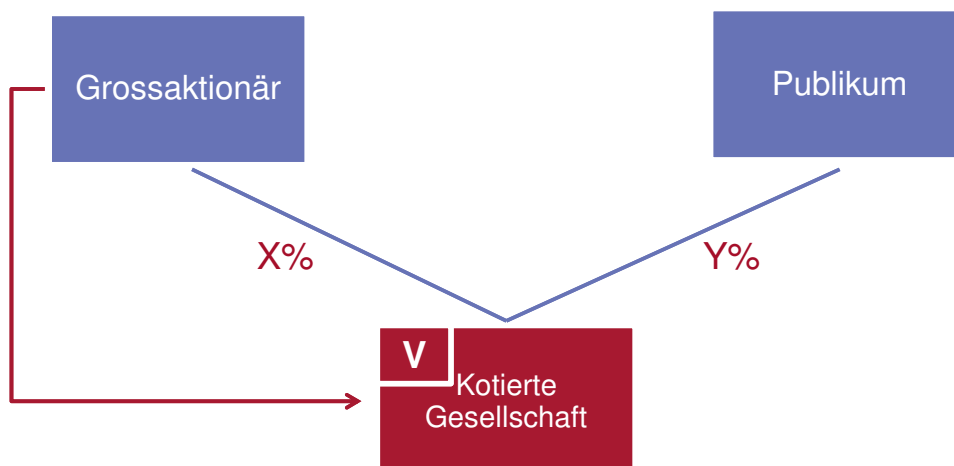 Grossaktionär
Publikum
X%
Y%
V
Kotierte
Gesellschaft